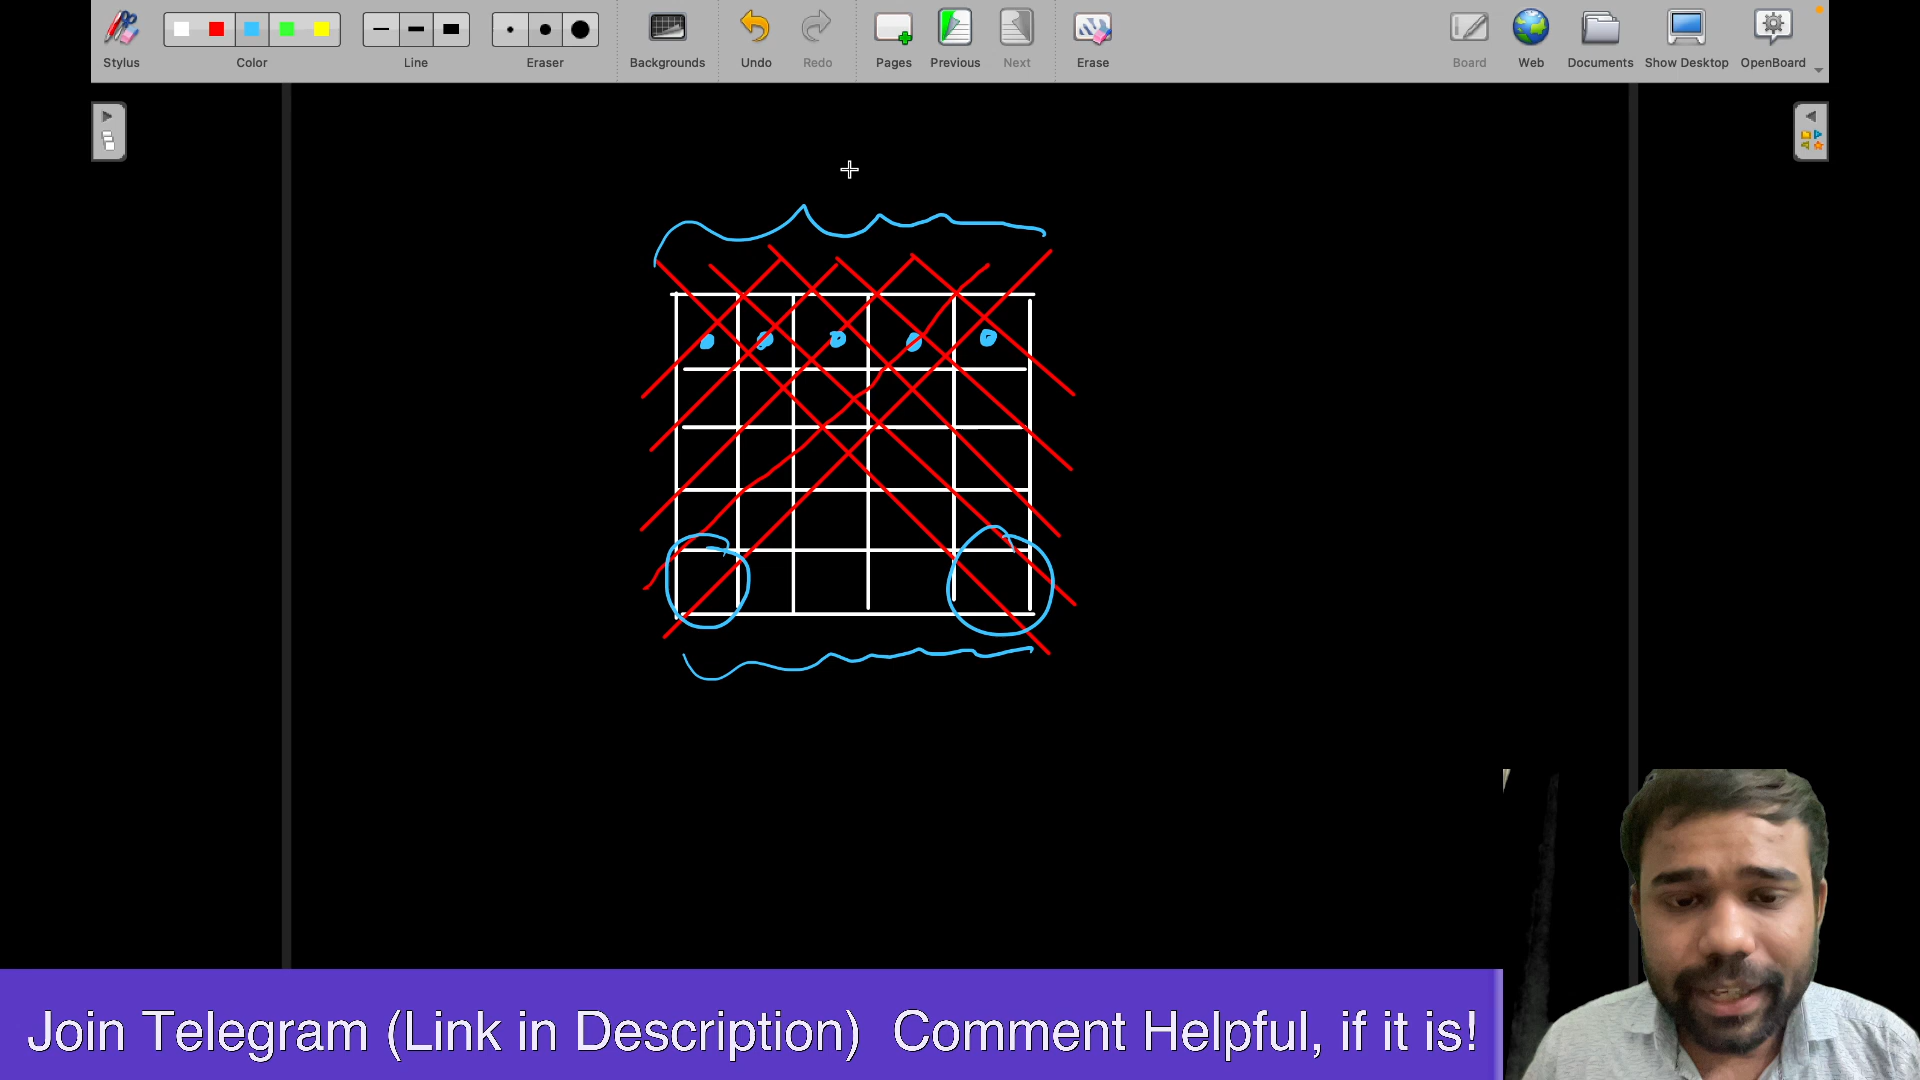 Stylus Color Line Eraser Backgrounds Undo Redo Pages Previous Next Erase Board Web Documents Show Desktop OpenBoard
Join Telegram (Link in Description) Comment Helpful, if it is!